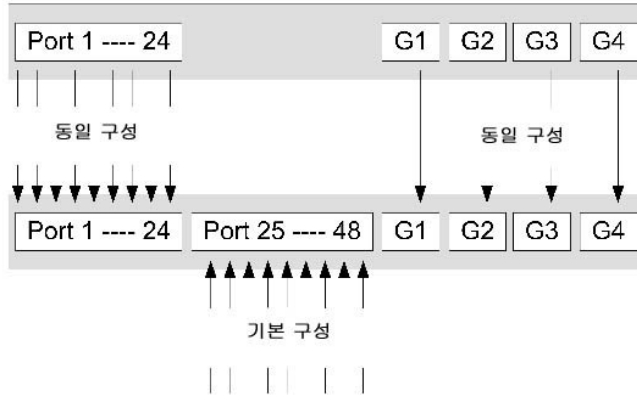 Port 1 ---- 24 G1 G2 G3 G4
동일 구성 동일 구성
Port 1 ---- 24 Port 25 ---- 48 G1 G2 G3 G4
기본 구성